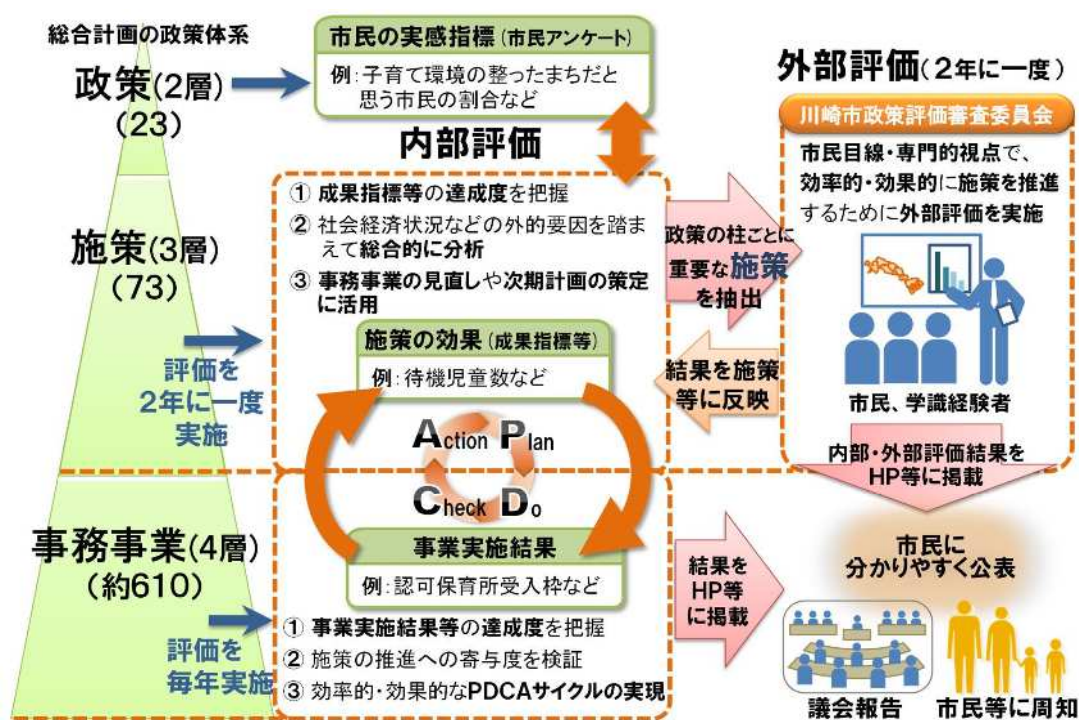 総合計画の政策体系
政策(2層)
(23)
市民の実感指標(市民アンケート)
例:子育て環境の整ったまちだと
思う市民の割合など
内部評価
① 成果指標等の達成度を把握
② 社会経済状況などの外的要因を踏ま
えて総合的に分析
③ 事務事業の見直しや次期計画の策定
に活用
施策(3層)
(73)
評価を
2年に一度
実施
施策の効果(成果指標等)
例:待機児童数など
Action Plan
Check Do
事業実施結果
例:認可保育所受入枠など
事務事業(4層)
(約610)
評価を
毎年実施
① 事業実施結果等の達成度を把握
② 施策の推進への寄与度を検証
③ 効率的・効果的なPDCAサイクルの実現
政策の柱ごとに
重要な施策
を抽出
結果を施策
等に反映
結果を
HP等
に掲載
外部評価(2年に一度)
川崎市政策評価審査委員会
市民目線・専門的視点で、
効率的・効果的に施策を推進
するために外部評価を実施
市民、学識経験者
内部・外部評価結果を
HP等に掲載
市民に
分かりやすく公表
議会報告
市民等に周知